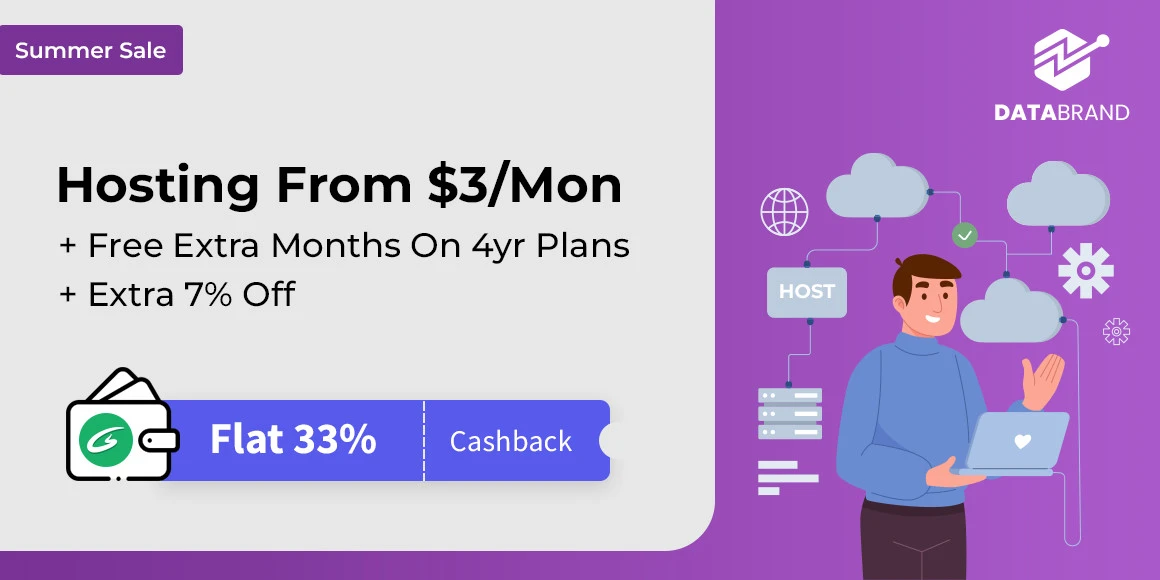 Summer Sale
DATABRAND
Hosting From $3/Mon
+ Free Extra Months On 4yr Plans
+ Extra 7% Off
HOST
Flat 33%
Cashback